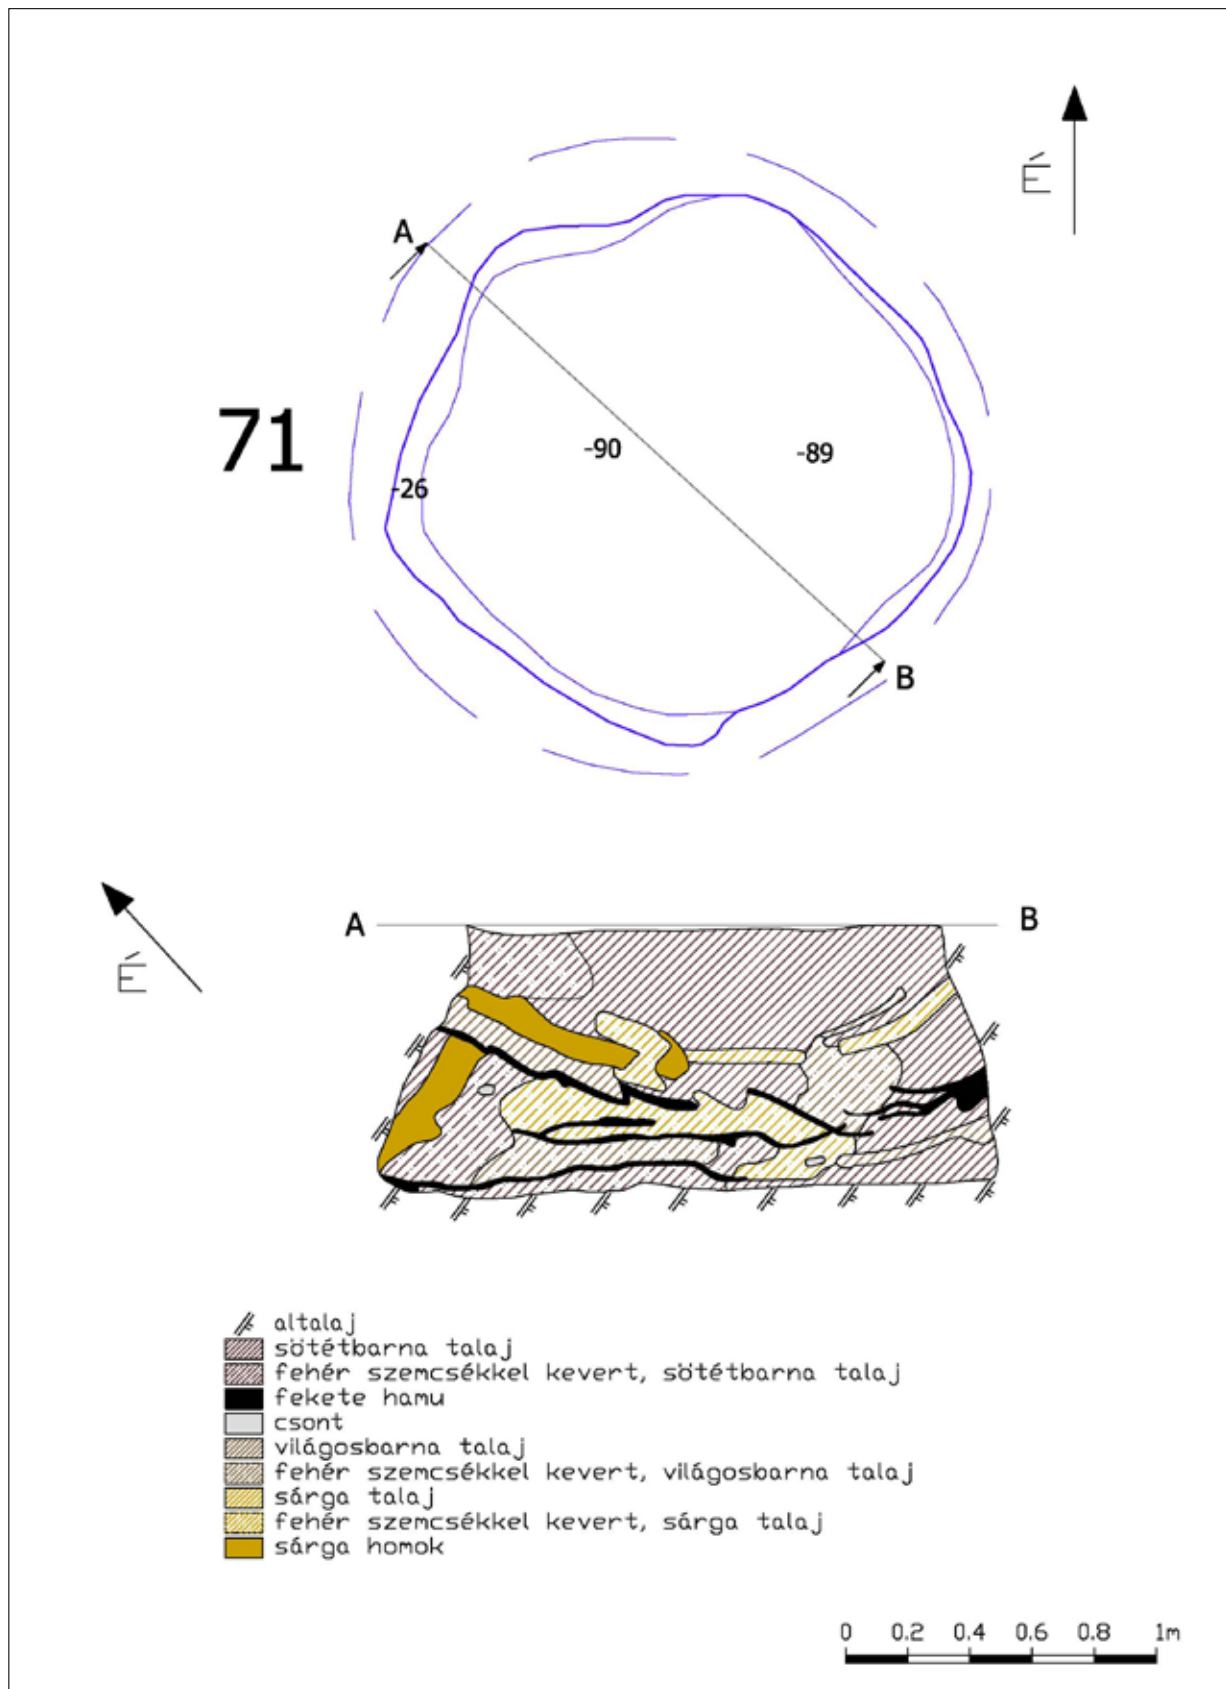 É
A
71
-90
-89
-26
B
A
B
É
altalaj
sötétbarna talaj
fehér szemcsékkel kevert, sötétbarna talaj
fekete hamu
csont
világosbarna talaj
fehér szemcsékkel kevert, világosbarna talaj
sárga talaj
fehér szemcsékkel kevert, sárga talaj
sárga homok
0 0.2 0.4 0.6 0.8 1m